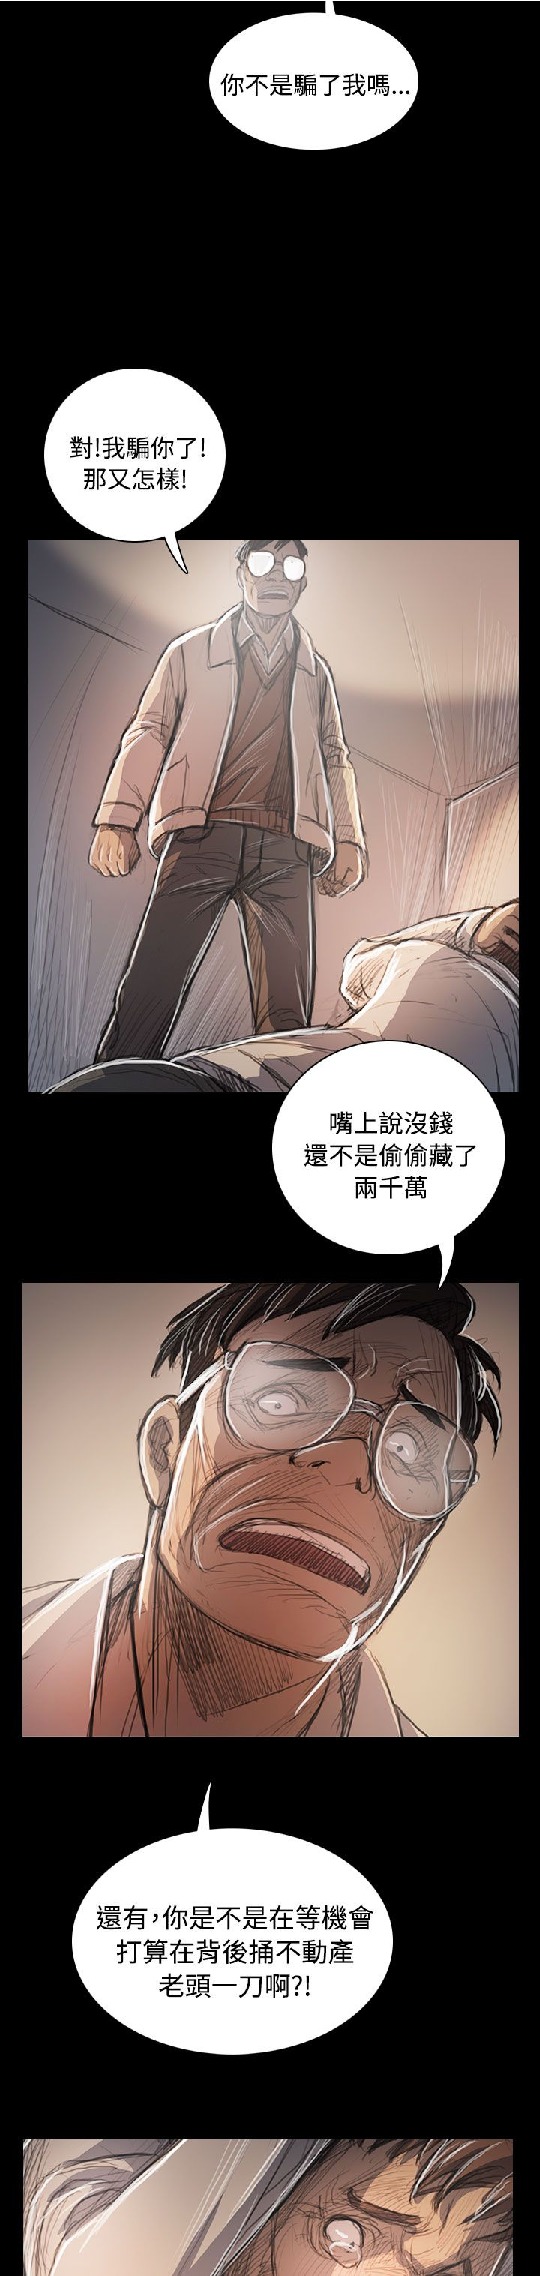 你不是騙了我嗎...
對!我騙你了!
那又怎樣!
嘴上說沒錢
還不是偷偷藏了
兩千萬
還有,你是不是在等機會
打算在背後捅不動產
老頭一刀啊?!